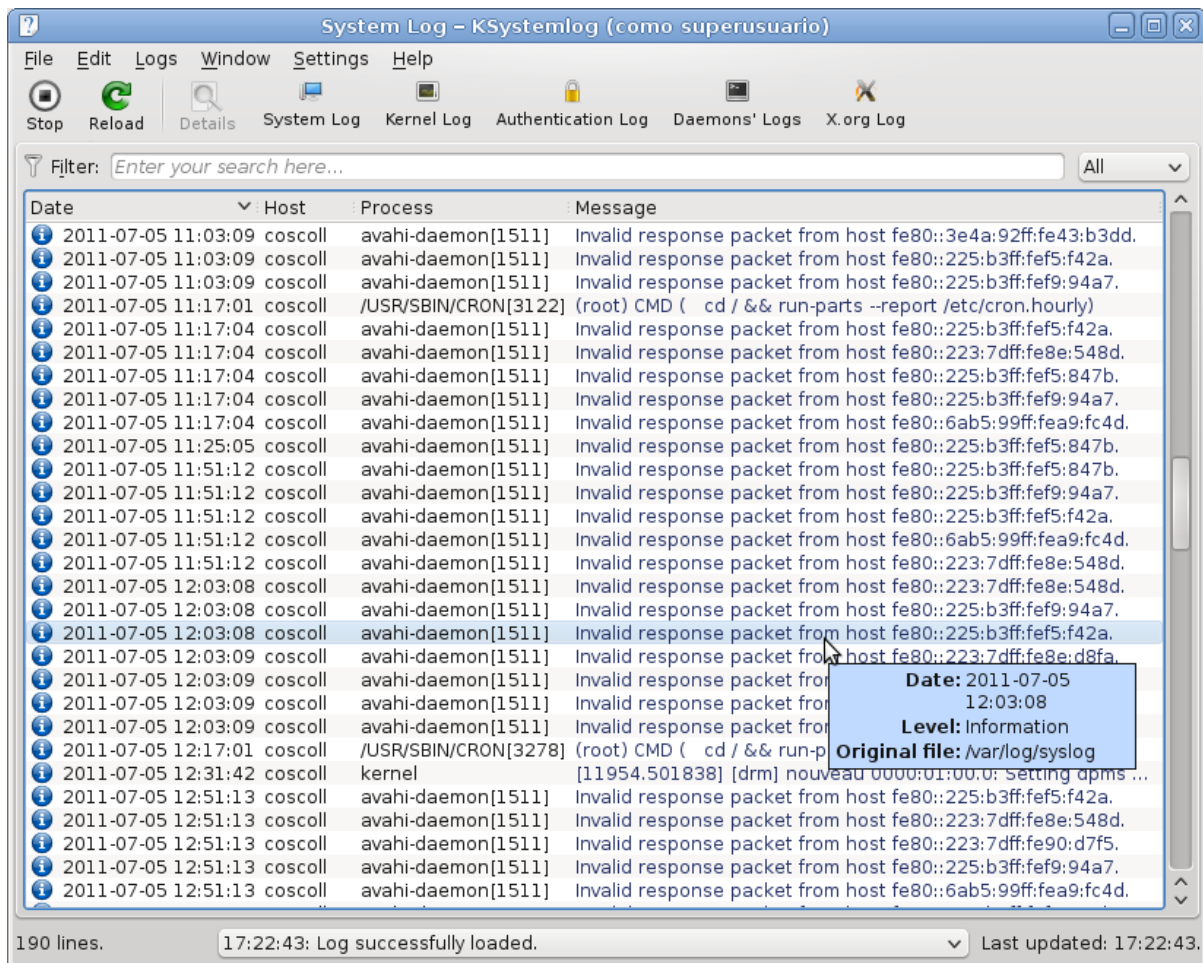 System Log – KSystemlog (como superusuario)
File Edit Logs Window Settings Help
Stop Reload Details System Log Kernel Log Authentication Log Daemons' Logs X.org Log
Filter: Enter your search here... All
Date Host Process Message
2011-07-05 11:03:09 coscoll avahi-daemon[1511] Invalid response packet from host fe80::3e4a:92ff:fe43:b3dd.
2011-07-05 11:03:09 coscoll avahi-daemon[1511] Invalid response packet from host fe80::225:b3ff:fef5:f42a.
2011-07-05 11:03:09 coscoll avahi-daemon[1511] Invalid response packet from host fe80::225:b3ff:fef9:94a7.
2011-07-05 11:17:01 coscoll /USR/SBIN/CRON[3122] (root) CMD ( cd / && run-parts --report /etc/cron.hourly)
2011-07-05 11:17:04 coscoll avahi-daemon[1511] Invalid response packet from host fe80::225:b3ff:fef5:f42a.
2011-07-05 11:17:04 coscoll avahi-daemon[1511] Invalid response packet from host fe80::223:7dff:fe8e:548d.
2011-07-05 11:17:04 coscoll avahi-daemon[1511] Invalid response packet from host fe80::225:b3ff:fef5:847b.
2011-07-05 11:17:04 coscoll avahi-daemon[1511] Invalid response packet from host fe80::225:b3ff:fef9:94a7.
2011-07-05 11:17:04 coscoll avahi-daemon[1511] Invalid response packet from host fe80::6ab5:99ff:fea9:fc4d.
2011-07-05 11:25:05 coscoll avahi-daemon[1511] Invalid response packet from host fe80::225:b3ff:fef5:847b.
2011-07-05 11:51:12 coscoll avahi-daemon[1511] Invalid response packet from host fe80::225:b3ff:fef5:847b.
2011-07-05 11:51:12 coscoll avahi-daemon[1511] Invalid response packet from host fe80::225:b3ff:fef9:94a7.
2011-07-05 11:51:12 coscoll avahi-daemon[1511] Invalid response packet from host fe80::225:b3ff:fef5:f42a.
2011-07-05 11:51:12 coscoll avahi-daemon[1511] Invalid response packet from host fe80::6ab5:99ff:fea9:fc4d.
2011-07-05 11:51:12 coscoll avahi-daemon[1511] Invalid response packet from host fe80::223:7dff:fe8e:548d.
2011-07-05 12:03:08 coscoll avahi-daemon[1511] Invalid response packet from host fe80::223:7dff:fe8e:548d.
2011-07-05 12:03:08 coscoll avahi-daemon[1511] Invalid response packet from host fe80::225:b3ff:fef9:94a7.
2011-07-05 12:03:08 coscoll avahi-daemon[1511] Invalid response packet from host fe80::225:b3ff:fef5:f42a.
2011-07-05 12:03:09 coscoll avahi-daemon[1511] Invalid response packet from host fe80::223:7dff:fe8e:d8fa.
2011-07-05 12:03:09 coscoll avahi-daemon[1511] Invalid response packet from
2011-07-05 12:03:09 coscoll avahi-daemon[1511] Invalid response packet from
2011-07-05 12:03:09 coscoll avahi-daemon[1511] Invalid response packet from
2011-07-05 12:17:01 coscoll /USR/SBIN/CRON[3278] (root) CMD ( cd / && run-p
2011-07-05 12:31:42 coscoll kernel [11954.501838] [drm] nouveau 0000:01:00.0: Setting dpms ...
2011-07-05 12:51:13 coscoll avahi-daemon[1511] Invalid response packet from host fe80::225:b3ff:fef5:f42a.
2011-07-05 12:51:13 coscoll avahi-daemon[1511] Invalid response packet from host fe80::223:7dff:fe8e:548d.
2011-07-05 12:51:13 coscoll avahi-daemon[1511] Invalid response packet from host fe80::223:7dff:fe90:d7f5.
2011-07-05 12:51:13 coscoll avahi-daemon[1511] Invalid response packet from host fe80::225:b3ff:fef9:94a7.
2011-07-05 12:51:13 coscoll avahi-daemon[1511] Invalid response packet from host fe80::6ab5:99ff:fea9:fc4d.
Date: 2011-07-05
12:03:08
Level: Information
Original file: /var/log/syslog
190 lines. 17:22:43: Log successfully loaded. Last updated: 17:22:43.